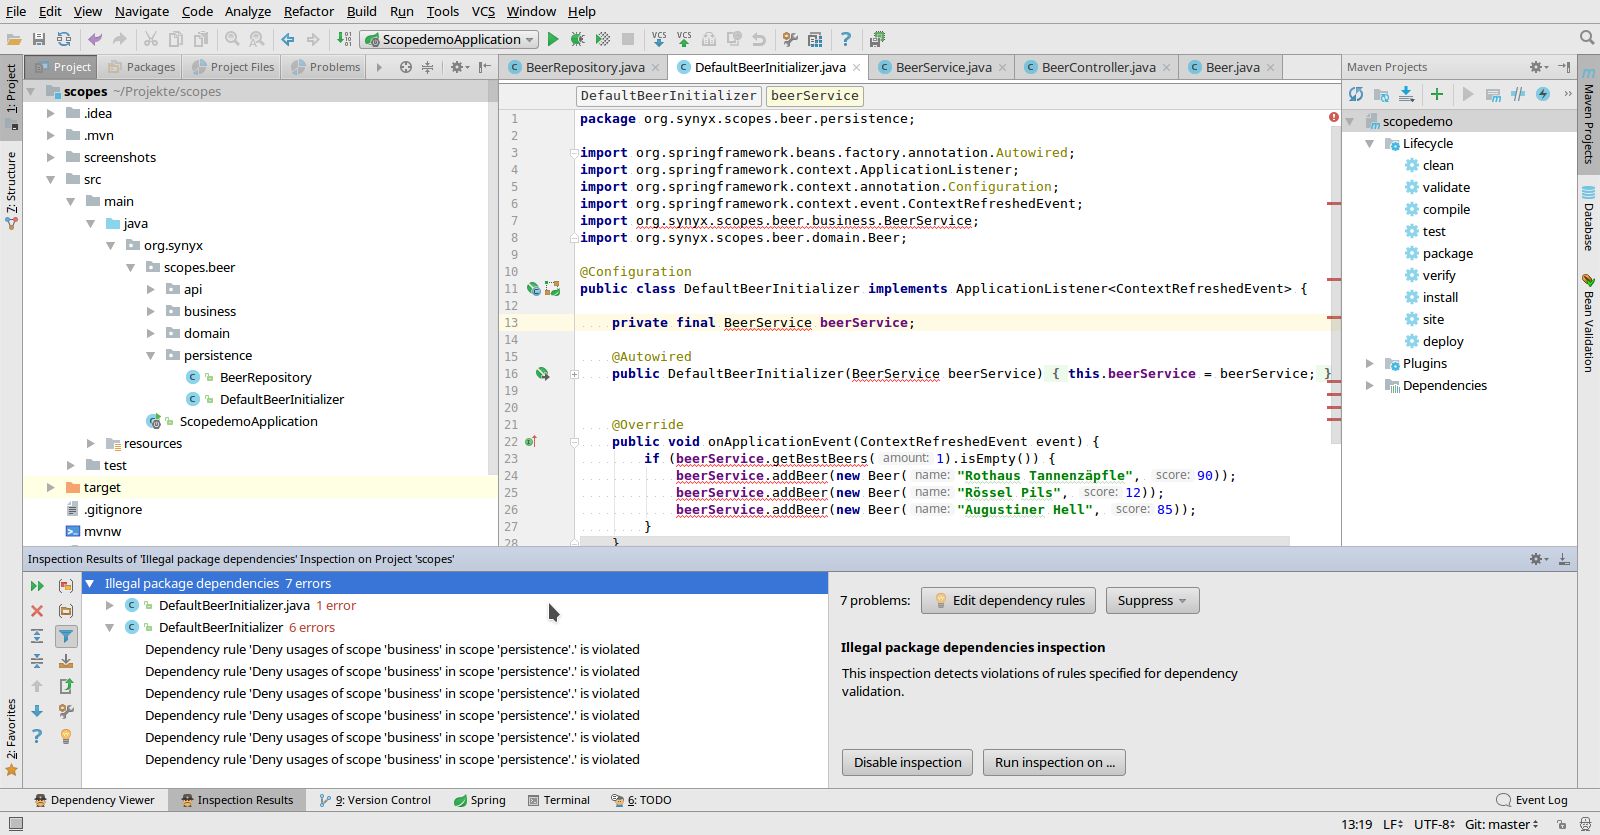 File Edit View Navigate Code Analyze Refactor Build Run Tools VCS Window Help
ScopedemoApplication
VCS VCS
Project Packages Project Files Problems
BeerRepository.java DefaultBeerInitializer.java BeerService.java BeerController.java Beer.java
Maven Projects
1: Project
7: Structure
2: Favorites
scopes ~/Projekte/scopes
.idea
.mvn
screenshots
src
main
java
org.synyx
scopes.beer
api
business
domain
persistence
BeerRepository
DefaultBeerInitializer
ScopedemoApplication
resources
test
target
.gitignore
mvnw
DefaultBeerInitializer beerService
1 package org.synyx.scopes.beer.persistence;
2
3 import org.springframework.beans.factory.annotation.Autowired;
4 import org.springframework.context.ApplicationListener;
5 import org.springframework.context.annotation.Configuration;
6 import org.springframework.context.event.ContextRefreshedEvent;
7 import org.synyx.scopes.beer.business.BeerService;
8 import org.synyx.scopes.beer.domain.Beer;
9
10 @Configuration
11 public class DefaultBeerInitializer implements ApplicationListener<ContextRefreshedEvent> {
12
13 private final BeerService beerService;
14
15 @Autowired
16 public DefaultBeerInitializer(BeerService beerService) { this.beerService = beerService; }
19
20
21 @Override
22 public void onApplicationEvent(ContextRefreshedEvent event) {
23 if (beerService.getBestBeers( amount: 1).isEmpty()) {
24 beerService.addBeer(new Beer( name: "Rothaus Tannenzäpfle", score: 90));
25 beerService.addBeer(new Beer( name: "Rössel Pils", score: 12));
26 beerService.addBeer(new Beer( name: "Augustiner Hell", score: 85));
27 }
28 }
scopedemo
Lifecycle
clean
validate
compile
test
package
verify
install
site
deploy
Plugins
Dependencies
Maven Projects
Database
Bean Validation
Inspection Results of 'Illegal package dependencies' Inspection on Project 'scopes'
Illegal package dependencies 7 errors
DefaultBeerInitializer.java 1 error
DefaultBeerInitializer 6 errors
Dependency rule 'Deny usages of scope 'business' in scope 'persistence'.' is violated
Dependency rule 'Deny usages of scope 'business' in scope 'persistence'.' is violated
Dependency rule 'Deny usages of scope 'business' in scope 'persistence'.' is violated
Dependency rule 'Deny usages of scope 'business' in scope 'persistence'.' is violated
Dependency rule 'Deny usages of scope 'business' in scope 'persistence'.' is violated
Dependency rule 'Deny usages of scope 'business' in scope 'persistence'.' is violated
7 problems: Edit dependency rules Suppress
Illegal package dependencies inspection
This inspection detects violations of rules specified for dependency
validation.
Disable inspection Run inspection on ...
Dependency Viewer Inspection Results 9: Version Control Spring Terminal 6: TODO Event Log
13:19 LF UTF-8 Git: master